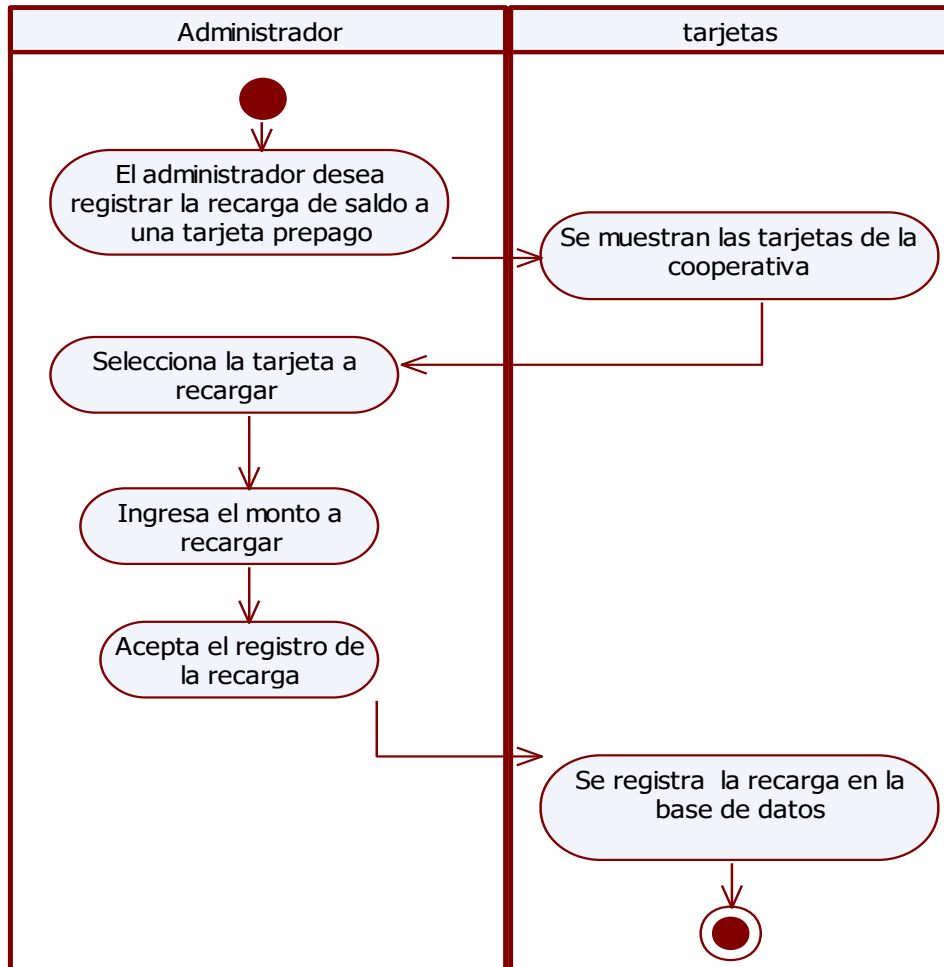 Administrador
tarjetas
El administrador desea
registrar la recarga de saldo a
una tarjeta prepago
Se muestran las tarjetas de la
cooperativa
Selecciona la tarjeta a
recargar
Ingresa el monto a
recargar
Acepta el registro de
la recarga
Se registra  la recarga en la
base de datos